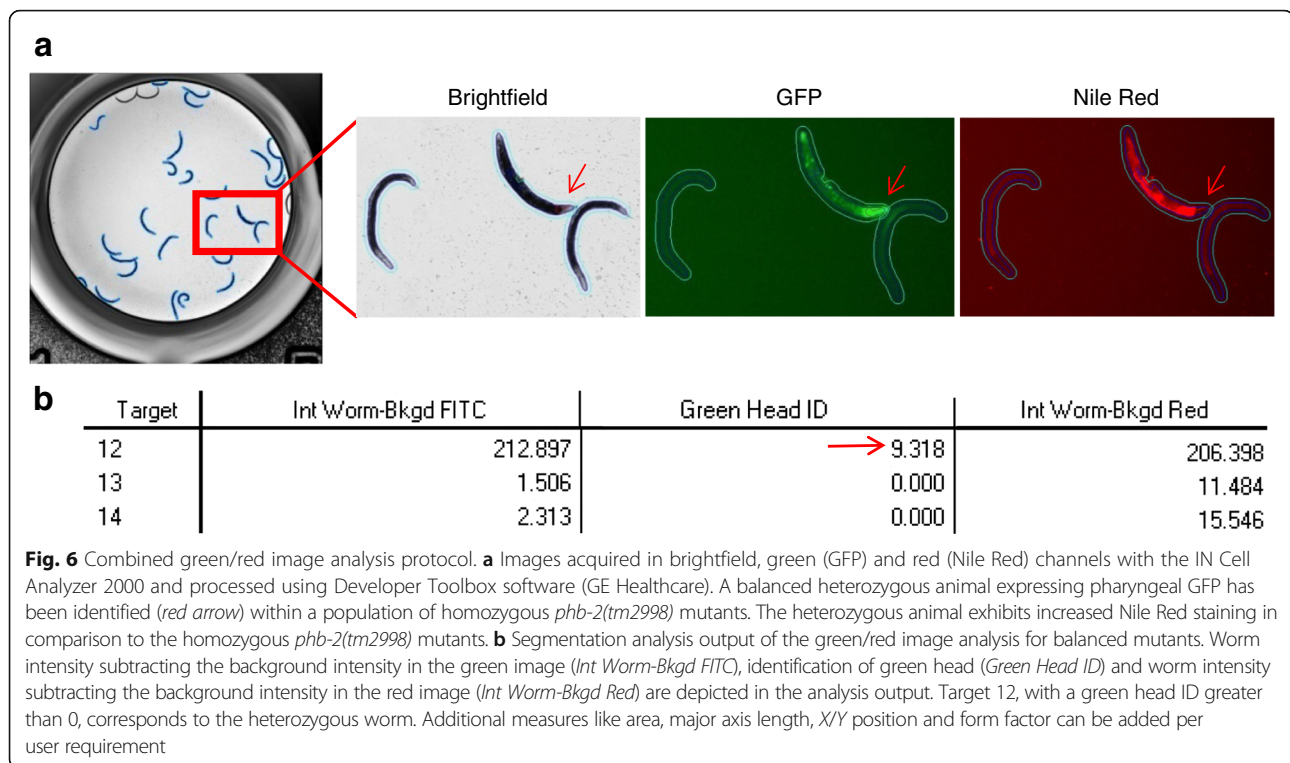 a
Brightfield GFP Nile Red
b
Target Int Worm-Bkgd FITC Green Head ID Int Worm-Bkgd Red
12 212.897 9.318 206.398
13 1.506 0.000 11.484
14 2.313 0.000 15.546
Fig. 6 Combined green/red image analysis protocol. a Images acquired in brightfield, green (GFP) and red (Nile Red) channels with the IN Cell
Analyzer 2000 and processed using Developer Toolbox software (GE Healthcare). A balanced heterozygous animal expressing pharyngeal GFP has
been identified (red arrow) within a population of homozygous phb-2(tm2998) mutants. The heterozygous animal exhibits increased Nile Red staining in
comparison to the homozygous phb-2(tm2998) mutants. b Segmentation analysis output of the green/red image analysis for balanced mutants. Worm
intensity subtracting the background intensity in the green image (Int Worm-Bkgd FITC), identification of green head (Green Head ID) and worm intensity
subtracting the background intensity in the red image (Int Worm-Bkgd Red) are depicted in the analysis output. Target 12, with a green head ID greater
than 0, corresponds to the heterozygous worm. Additional measures like area, major axis length, X/Y position and form factor can be added per
user requirement